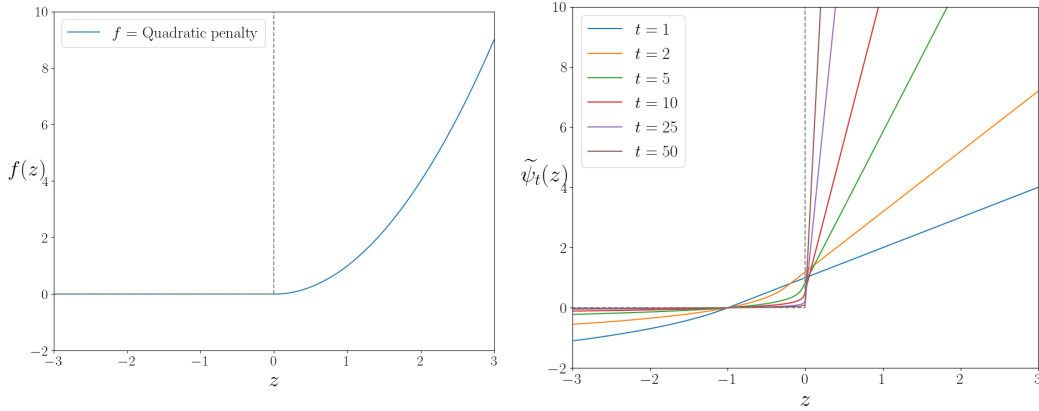 10
8
6
4
2
0
−2
f(z)
f = Quadratic penalty
−3 −2 −1 0 1 2 3
z
10
8
6
4
2
0
−2
ψ̃ₜ(z)
t = 1
t = 2
t = 5
t = 10
t = 25
t = 50
−3 −2 −1 0 1 2 3
z